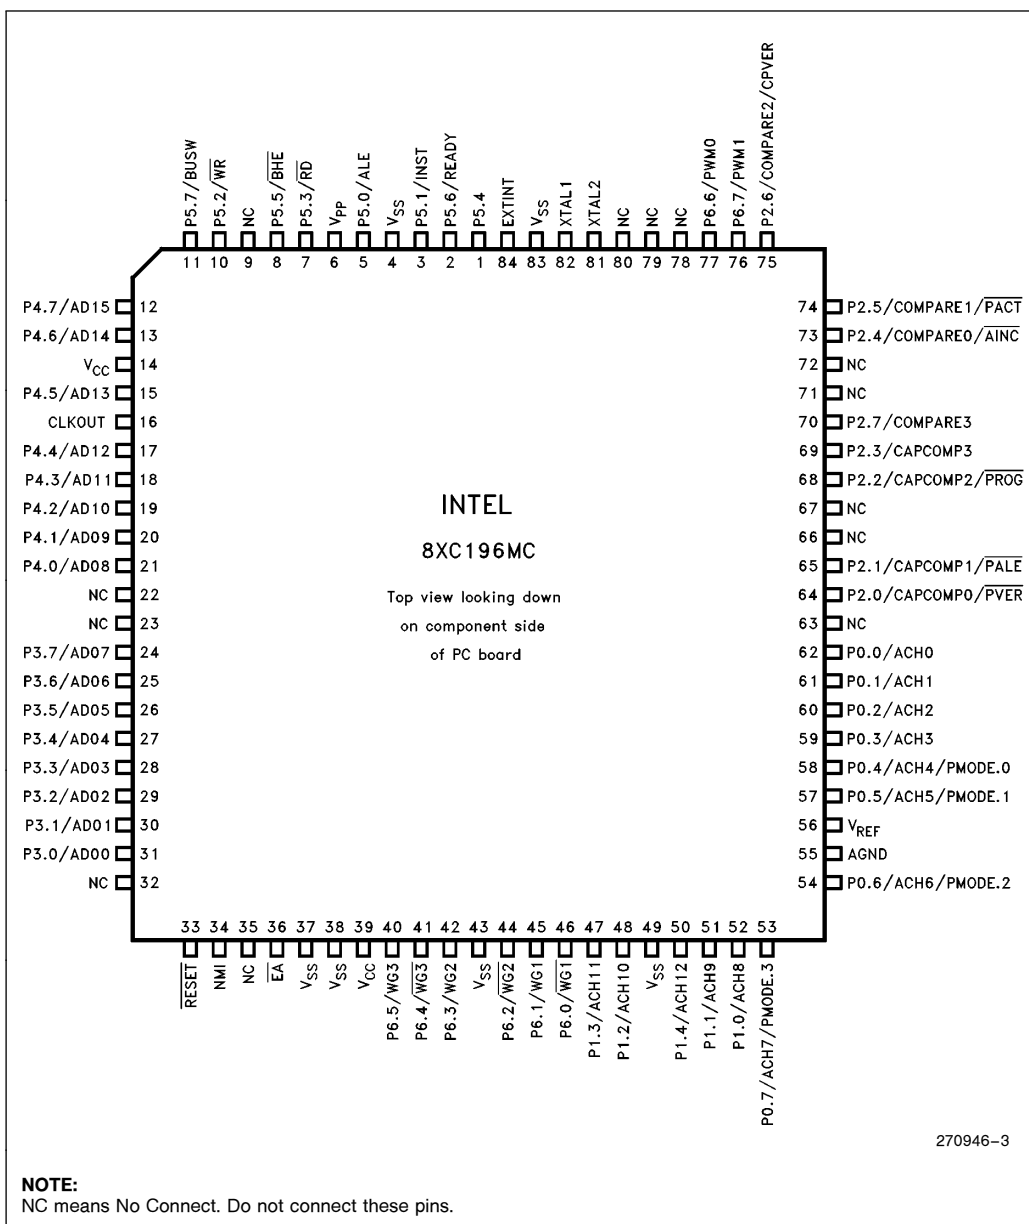 P5.7/BUSW
P5.2/WR
NC
P5.5/BHE
P5.3/RD
VPP
P5.0/ALE
VSS
P5.1/INST
P5.6/READY
P5.4
EXTINT
VSS
XTAL1
XTAL2
NC
NC
NC
P6.6/PWM0
P6.7/PWM1
P2.6/COMPARE2/CPVER
11 10 9 8 7 6 5 4 3 2 1 84 83 82 81 80 79 78 77 76 75
P4.7/AD15 12
P4.6/AD14 13
VCC 14
P4.5/AD13 15
CLKOUT 16
P4.4/AD12 17
P4.3/AD11 18
P4.2/AD10 19
P4.1/AD09 20
P4.0/AD08 21
NC 22
NC 23
P3.7/AD07 24
P3.6/AD06 25
P3.5/AD05 26
P3.4/AD04 27
P3.3/AD03 28
P3.2/AD02 29
P3.1/AD01 30
P3.0/AD00 31
NC 32
INTEL
8XC196MC
Top view looking down
on component side
of PC board
74 P2.5/COMPARE1/PACT
73 P2.4/COMPARE0/AINC
72 NC
71 NC
70 P2.7/COMPARE3
69 P2.3/CAPCOMP3
68 P2.2/CAPCOMP2/PROG
67 NC
66 NC
65 P2.1/CAPCOMP1/PALE
64 P2.0/CAPCOMP0/PVER
63 NC
62 P0.0/ACH0
61 P0.1/ACH1
60 P0.2/ACH2
59 P0.3/ACH3
58 P0.4/ACH4/PMODE.0
57 P0.5/ACH5/PMODE.1
56 VREF
55 AGND
54 P0.6/ACH6/PMODE.2
33 34 35 36 37 38 39 40 41 42 43 44 45 46 47 48 49 50 51 52 53
RESET
NMI
NC
EA
VSS
VSS
VCC
P6.5/WG3
P6.4/WG3
P6.3/WG2
VSS
P6.2/WG2
P6.1/WG1
P6.0/WG1
P1.3/ACH11
P1.2/ACH10
VSS
P1.4/ACH12
P1.1/ACH9
P1.0/ACH8
P0.7/ACH7/PMODE.3
270946–3
NOTE:
NC means No Connect. Do not connect these pins.